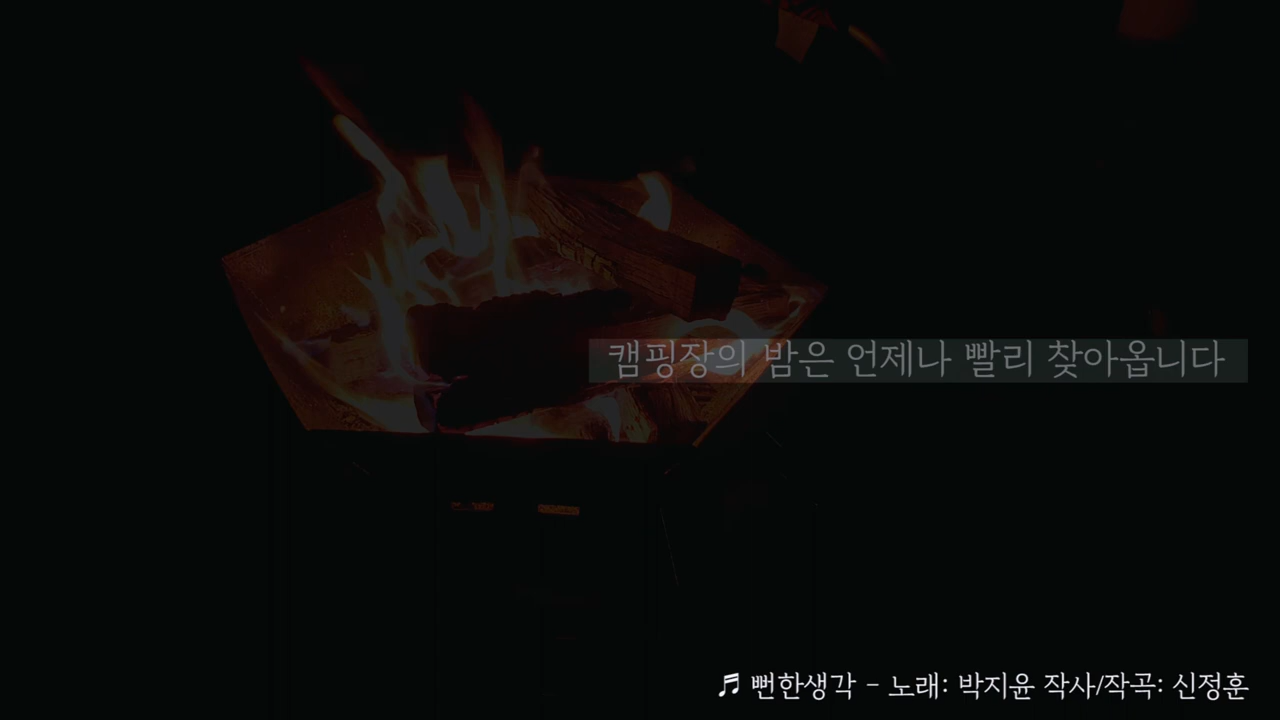 캠핑장의 밤은 언제나 빨리 찾아옵니다
♬ 뻔한생각 - 노래: 박지윤 작사/작곡: 신정훈